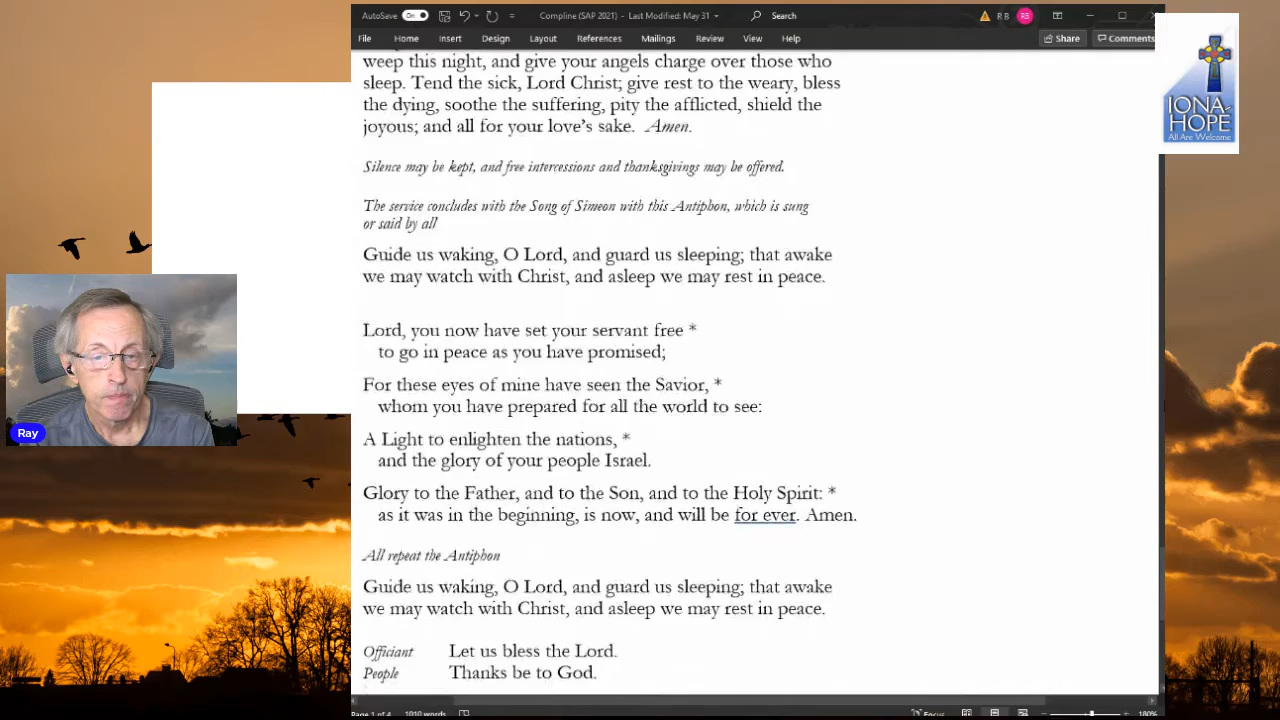 AutoSave On Compline (SAP 2021) - Last Modified: May 31 Search R B RB
File Home Insert Design Layout References Mailings Review View Help Share Comments
weep this night, and give your angels charge over those who
sleep. Tend the sick, Lord Christ; give rest to the weary, bless
the dying, soothe the suffering, pity the afflicted, shield the
joyous; and all for your love's sake. Amen.
Silence may be kept, and free intercessions and thanksgivings may be offered.
The service concludes with the Song of Simeon with this Antiphon, which is sung
or said by all
Guide us waking, O Lord, and guard us sleeping; that awake
we may watch with Christ, and asleep we may rest in peace.
Lord, you now have set your servant free *
to go in peace as you have promised;
For these eyes of mine have seen the Savior, *
whom you have prepared for all the world to see:
A Light to enlighten the nations, *
and the glory of your people Israel.
Glory to the Father, and to the Son, and to the Holy Spirit: *
as it was in the beginning, is now, and will be for ever. Amen.
All repeat the Antiphon
Guide us waking, O Lord, and guard us sleeping; that awake
we may watch with Christ, and asleep we may rest in peace.
Officiant Let us bless the Lord.
People Thanks be to God.
Page 1 of 4 1010 words Focus 180%
Ray
IONA-
HOPE
All Are Welcome